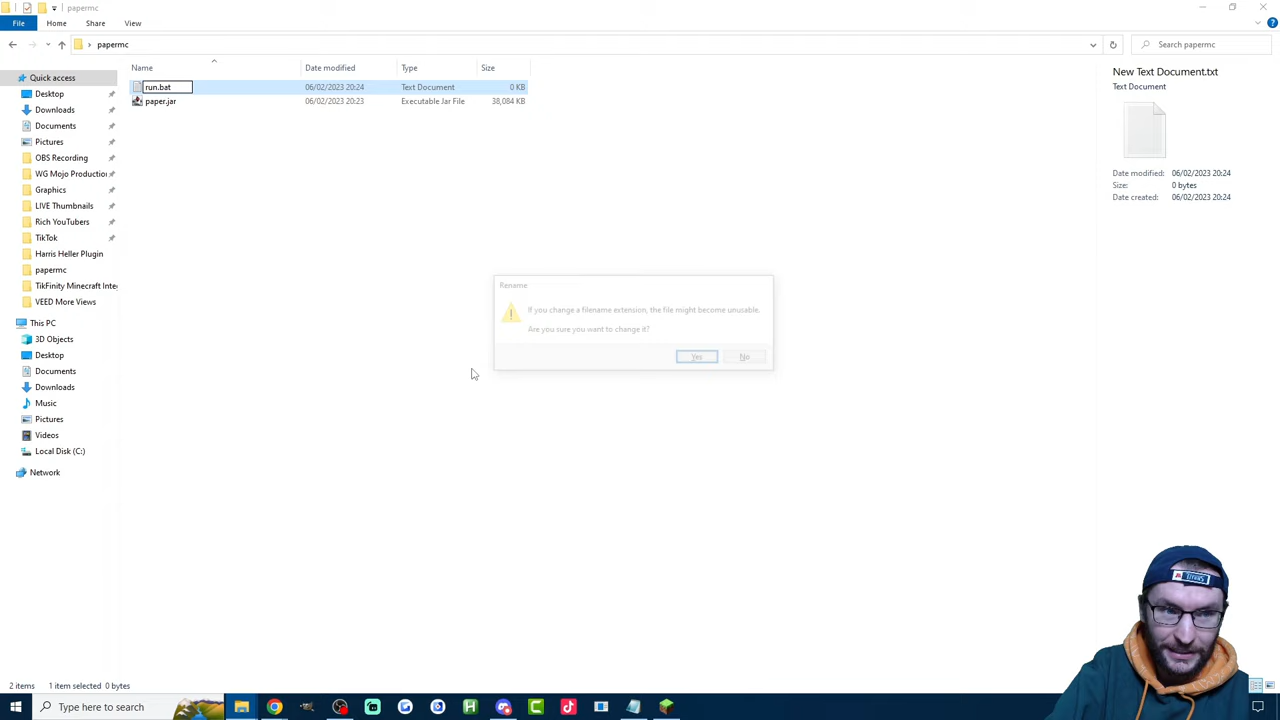 papermc
File
Home
Share
View
papermc
Search papermc
Name
Date modified
Type
Size
run.bat
06/02/2023 20:24
Text Document
0 KB
paper.jar
06/02/2023 20:23
Executable Jar File
38,084 KB
Quick access
Desktop
Downloads
Documents
Pictures
OBS Recording
WG Mojo Production
Graphics
LIVE Thumbnails
Rich YouTubers
TikTok
Harris Heller Plugin
papermc
TikFinity Minecraft Inte
VEED More Views
This PC
3D Objects
Desktop
Documents
Downloads
Music
Pictures
Videos
Local Disk (C:)
Network
New Text Document.txt
Text Document
Date modified: 06/02/2023 20:24
Size: 0 bytes
Date created: 06/02/2023 20:24
Rename
If you change a filename extension, the file might become unusable.
Are you sure you want to change it?
Yes
No
2 items
1 item selected 0 bytes
Type here to search